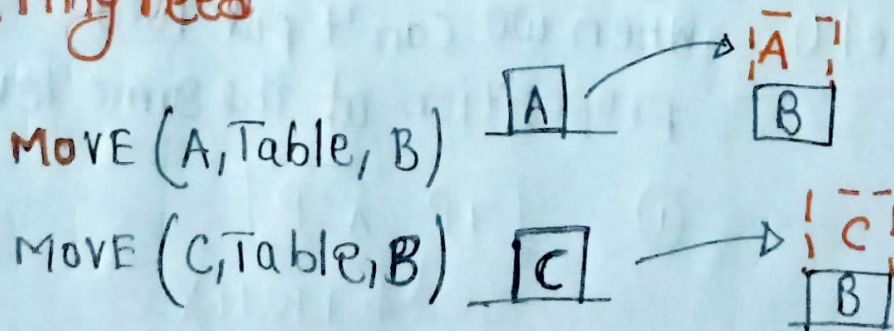 MOVE (A, Table, B) A A B
MOVE (C, Table, B) C C B